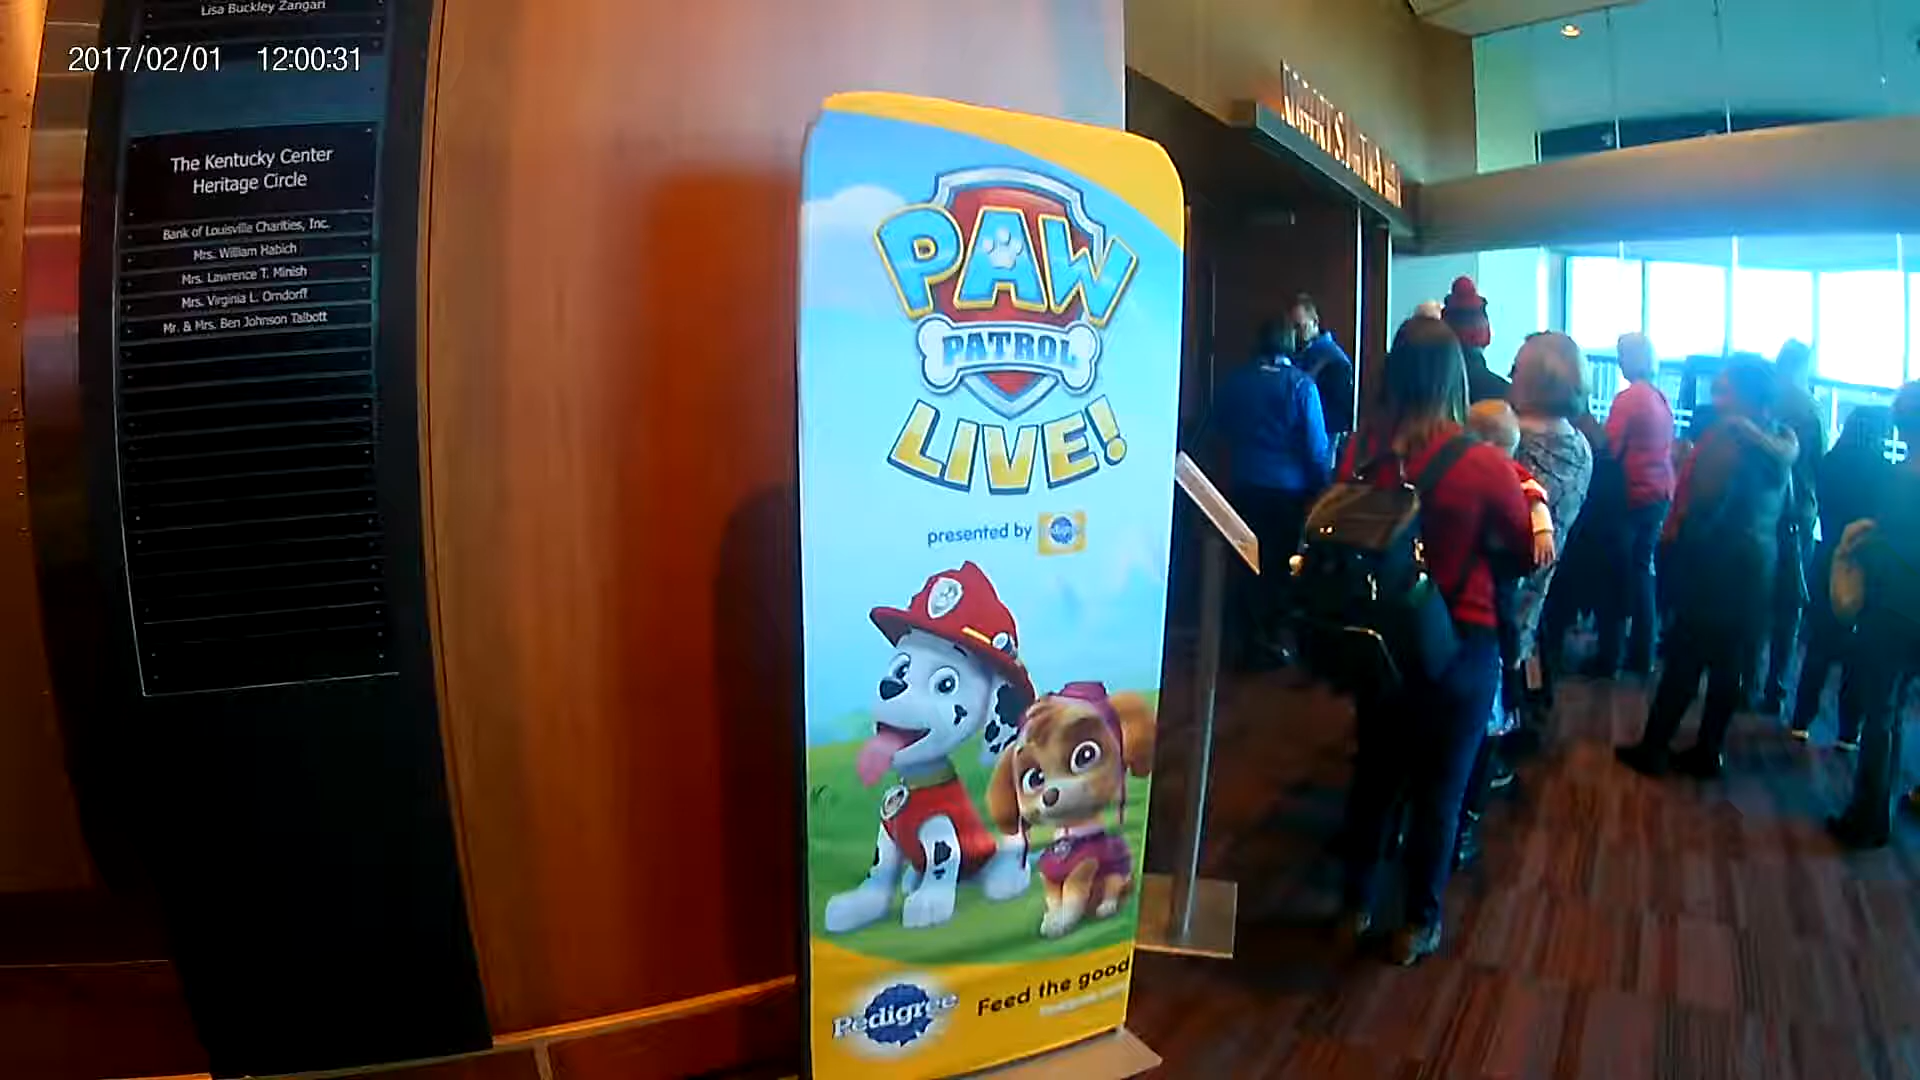 Lisa Buckley Zangari
2017/02/01 12:00:31
The Kentucky Center
Heritage Circle
Bank of Louisville Charities, Inc.
Mrs. William Habich
Mrs. Lawrence T. Minish
Mrs. Virginia L. Orndorff
Mr. & Mrs. Ben Johnson Talbott
PAW
PATROL
LIVE!
presented by
Pedigree
Feed the good